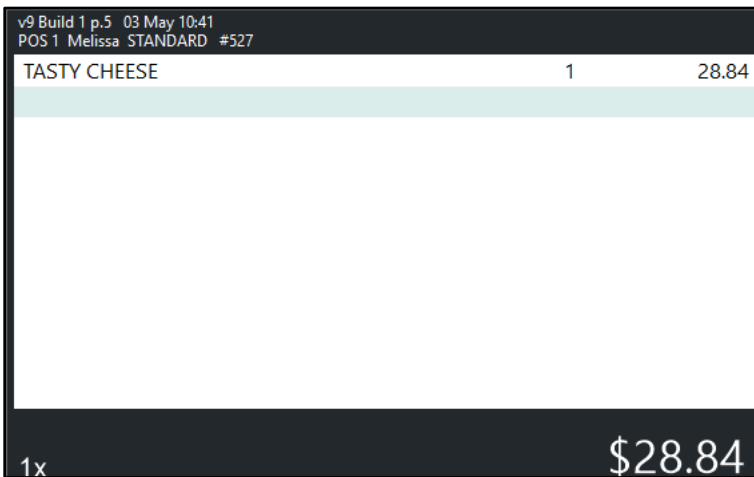 v9 Build 1 p.5 03 May 10:41
POS 1 Melissa STANDARD #527
TASTY CHEESE 1 28.84
1x $28.84